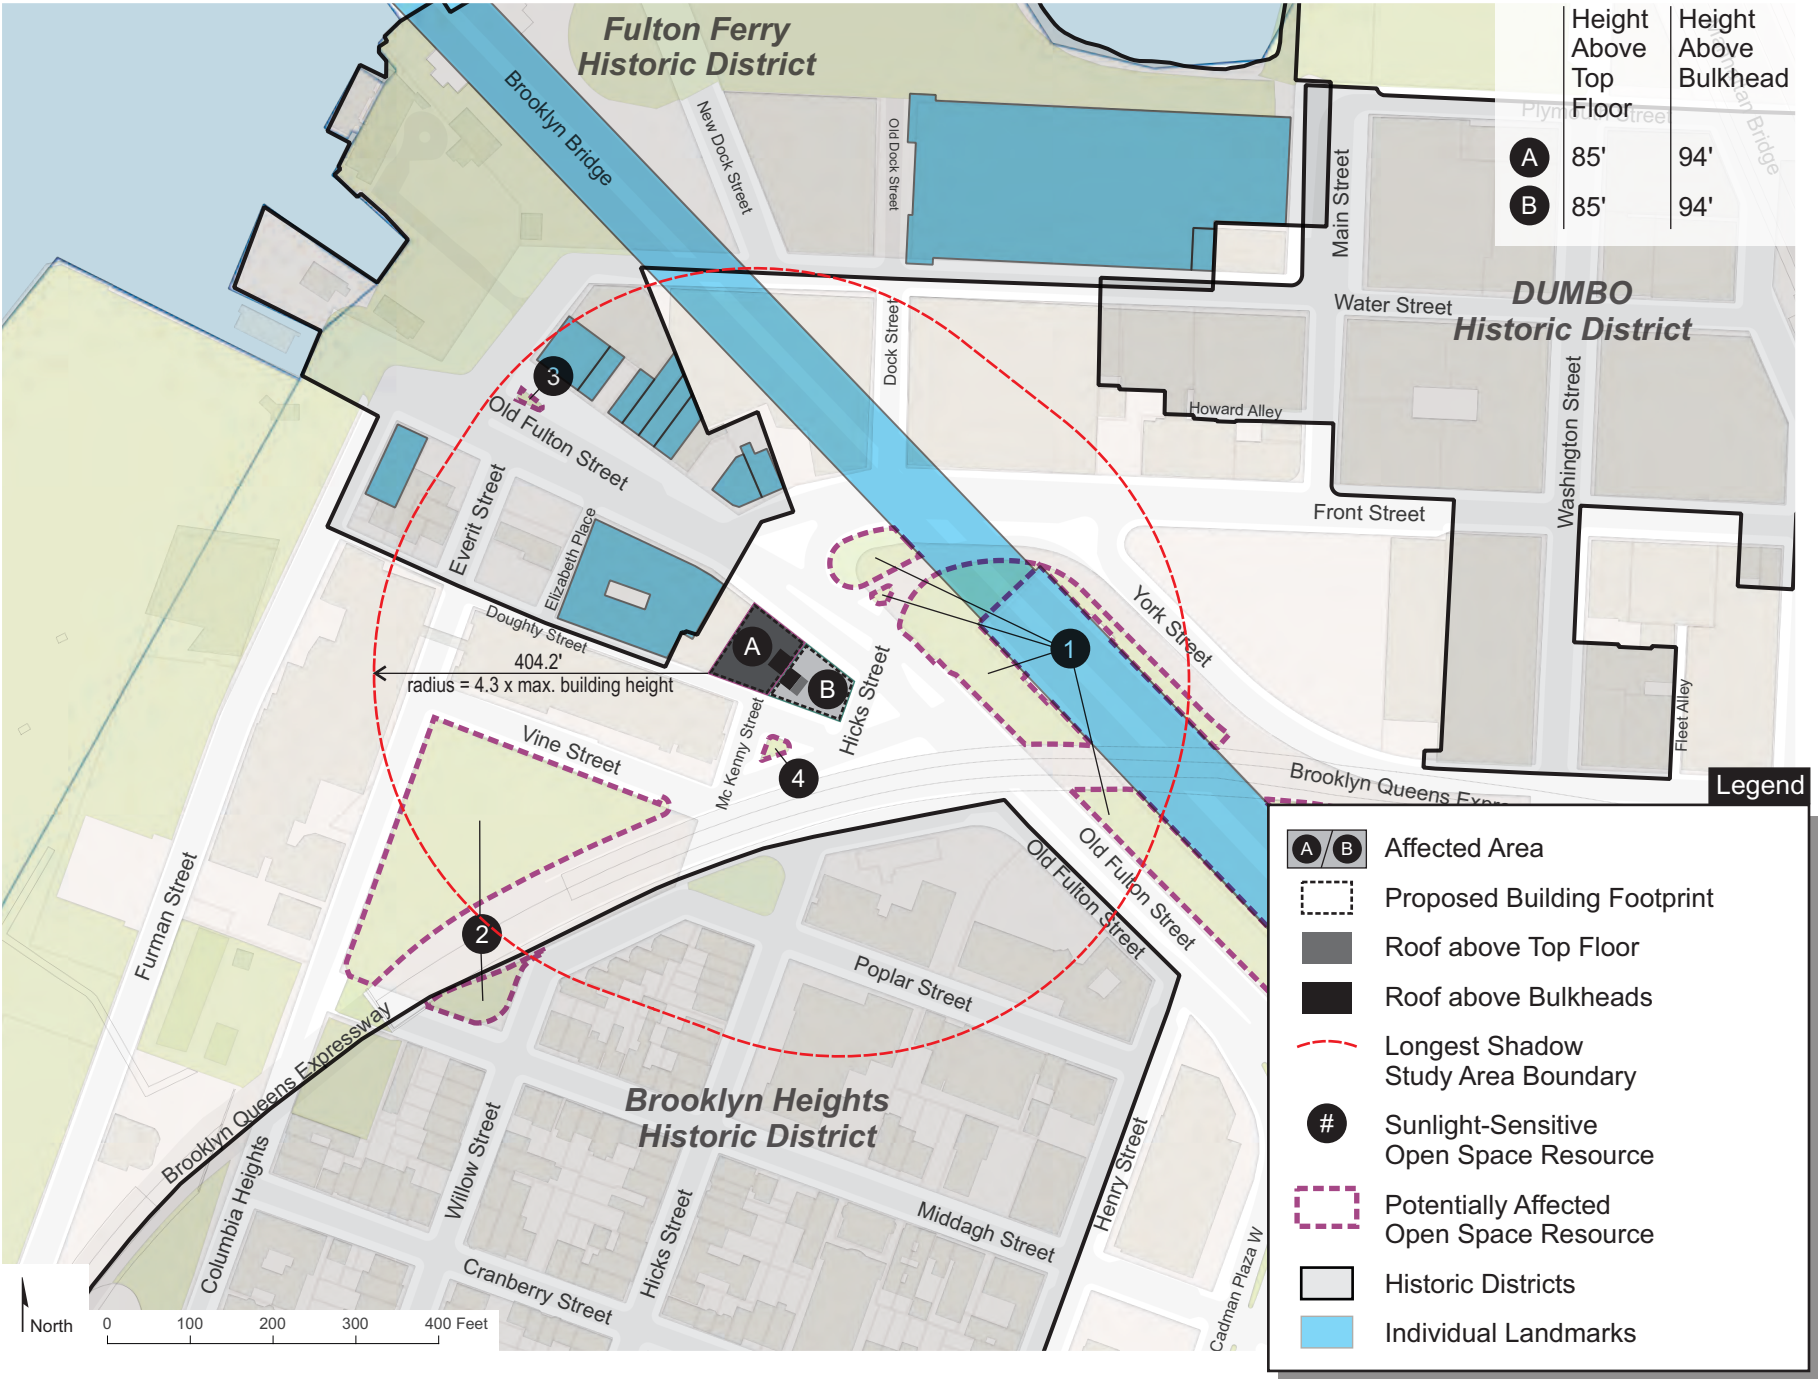 Fulton Ferry
Historic District
Height
Above
Top
Floor
Height
Above
Bulkhead
A
85'
94'
B
85'
94'
Plymouth Street
Manhattan Bridge
Brooklyn Bridge
New Dock Street
Old Dock Street
Main Street
Water Street
DUMBO
Historic District
Dock Street
Washington Street
Howard Alley
3
Old Fulton Street
Everit Street
Elizabeth Place
Front Street
York Street
Doughty Street
404.2'
radius = 4.3 x max. building height
A
B
1
Hicks Street
Mc Kenny Street
Vine Street
4
Fleet Alley
Brooklyn Queens Expre
Furman Street
2
Old Fulton Street
Old Fulton Street
Poplar Street
Brooklyn Queens Expressway
Brooklyn Heights
Historic District
Columbia Heights
Willow Street
Hicks Street
Henry Street
Middagh Street
Cranberry Street
Cadman Plaza W
North
0 100 200 300 400 Feet
Legend
A / B
Affected Area
Proposed Building Footprint
Roof above Top Floor
Roof above Bulkheads
Longest Shadow
Study Area Boundary
#
Sunlight-Sensitive
Open Space Resource
Potentially Affected
Open Space Resource
Historic Districts
Individual Landmarks